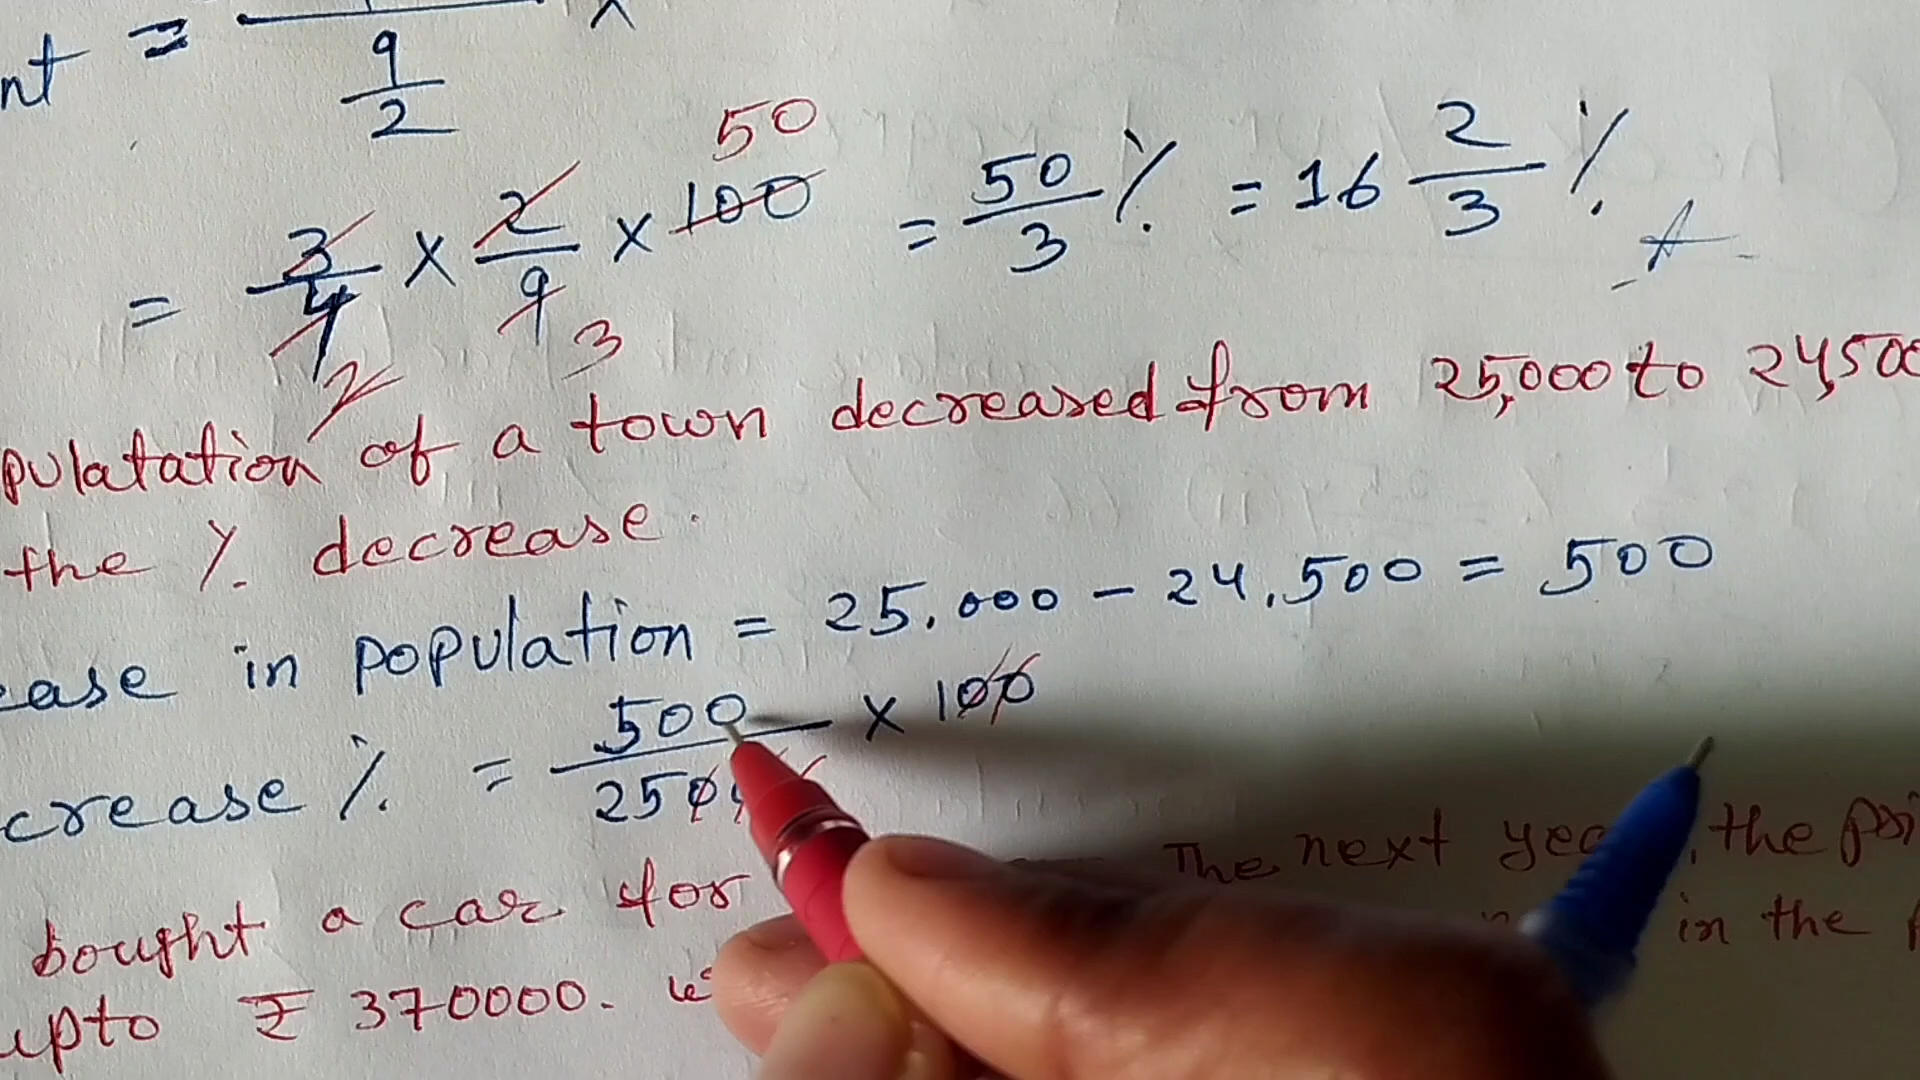 nt = 9/2 ×
= 3/4 2 × 2/9 3 × 100 50 = 50/3 % = 16 2/3 %.
pulatation of a town decreased from 25,000 to 24,500
the %. decrease.
ease in population = 25,000 - 24,500 = 500
crease %. = 500/250 × 100
bought a car for The next the
upto ₹ 370000. in the